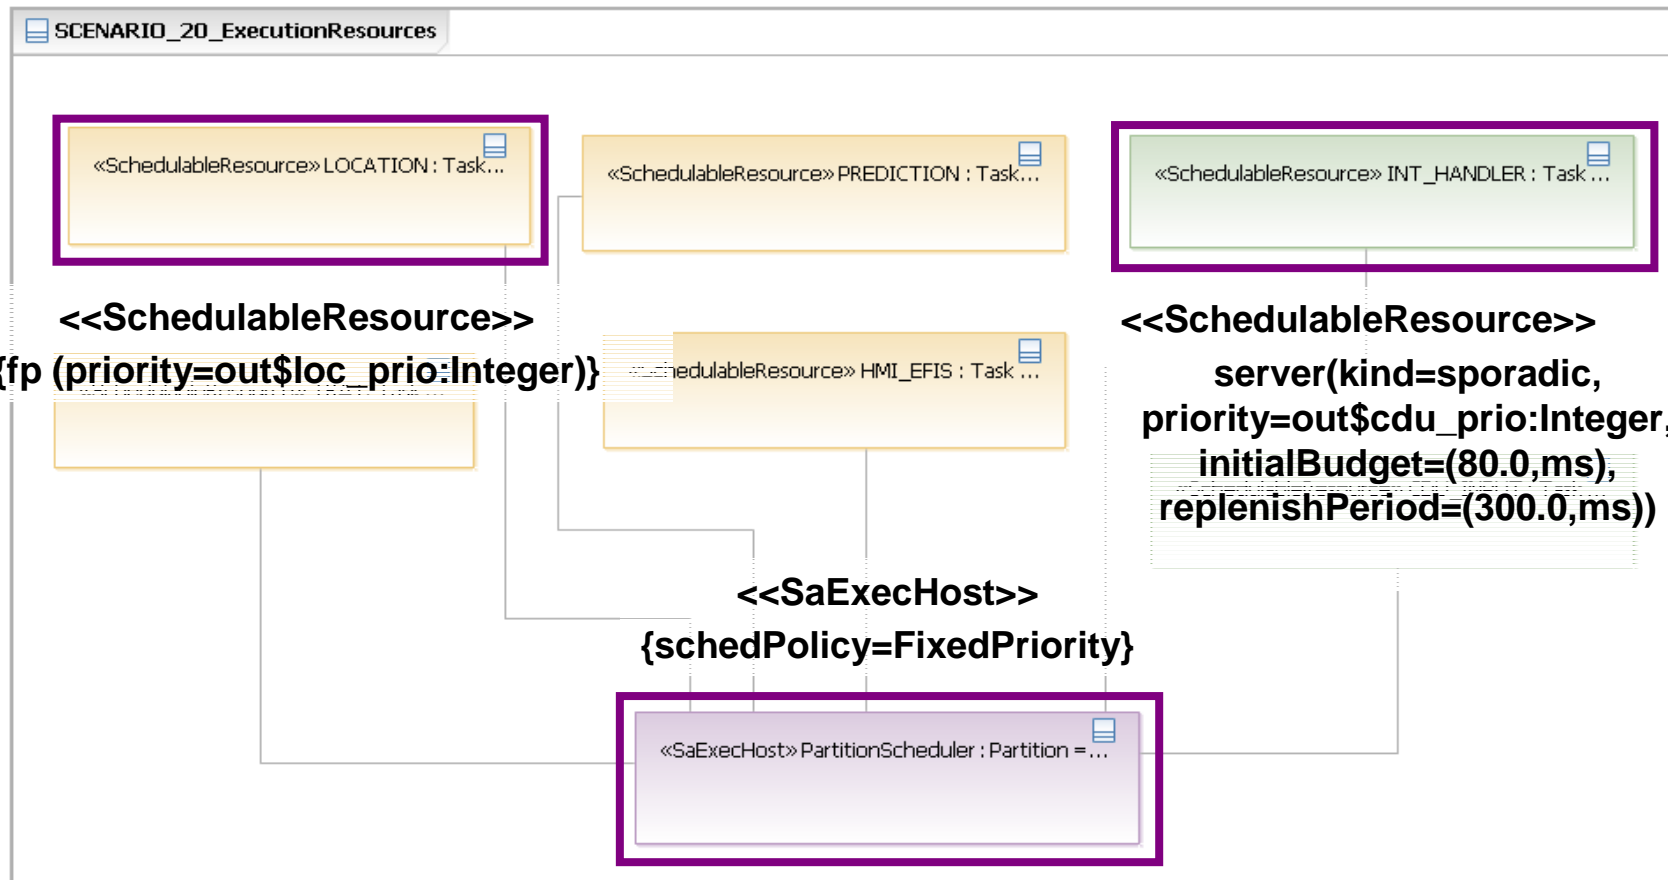 SCENARIO_20_ExecutionResources
«SchedulableResource» LOCATION : Task...
«SchedulableResource» PREDICTION : Task...
«SchedulableResource» INT_HANDLER : Task ...
<<SchedulableResource>>
{fp (priority=out$loc_prio:Integer)}
HMI_EFIS : Task ...
<<SchedulableResource>>
server(kind=sporadic,
priority=out$cdu_prio:Integer,
initialBudget=(80.0,ms),
replenishPeriod=(300.0,ms))
<<SaExecHost>>
{schedPolicy=FixedPriority}
«SaExecHost» PartitionScheduler : Partition =...